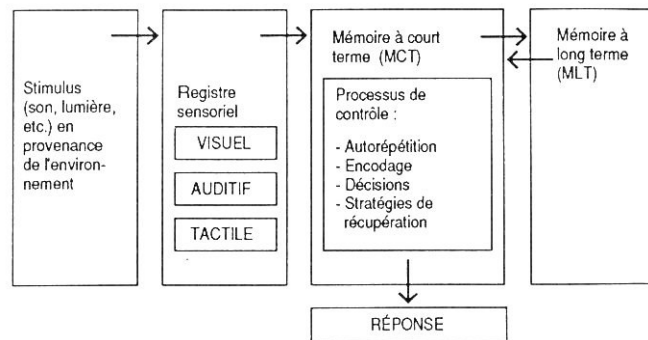 Stimulus
(son, lumière,
etc.) en
provenance
de l'environ-
nement
Registre
sensoriel
VISUEL
AUDITIF
TACTILE
Mémoire à court
terme (MCT)
Processus de
contrôle :
- Autorépétition
- Encodage
- Décisions
- Stratégies de
récupération
RÉPONSE
Mémoire à
long terme
(MLT)